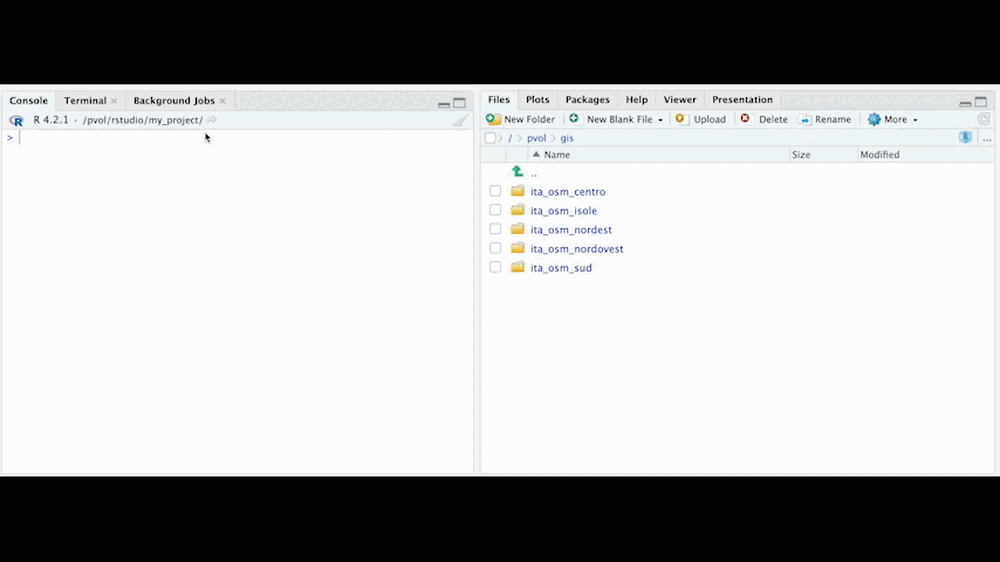 Console Terminal Background Jobs
R 4.2.1 · /pvol/rstudio/my_project/
>
Files Plots Packages Help Viewer Presentation
New Folder New Blank File Upload Delete Rename More
/ pvol gis ...
Name Size Modified
..
ita_osm_centro
ita_osm_isole
ita_osm_nordest
ita_osm_nordovest
ita_osm_sud